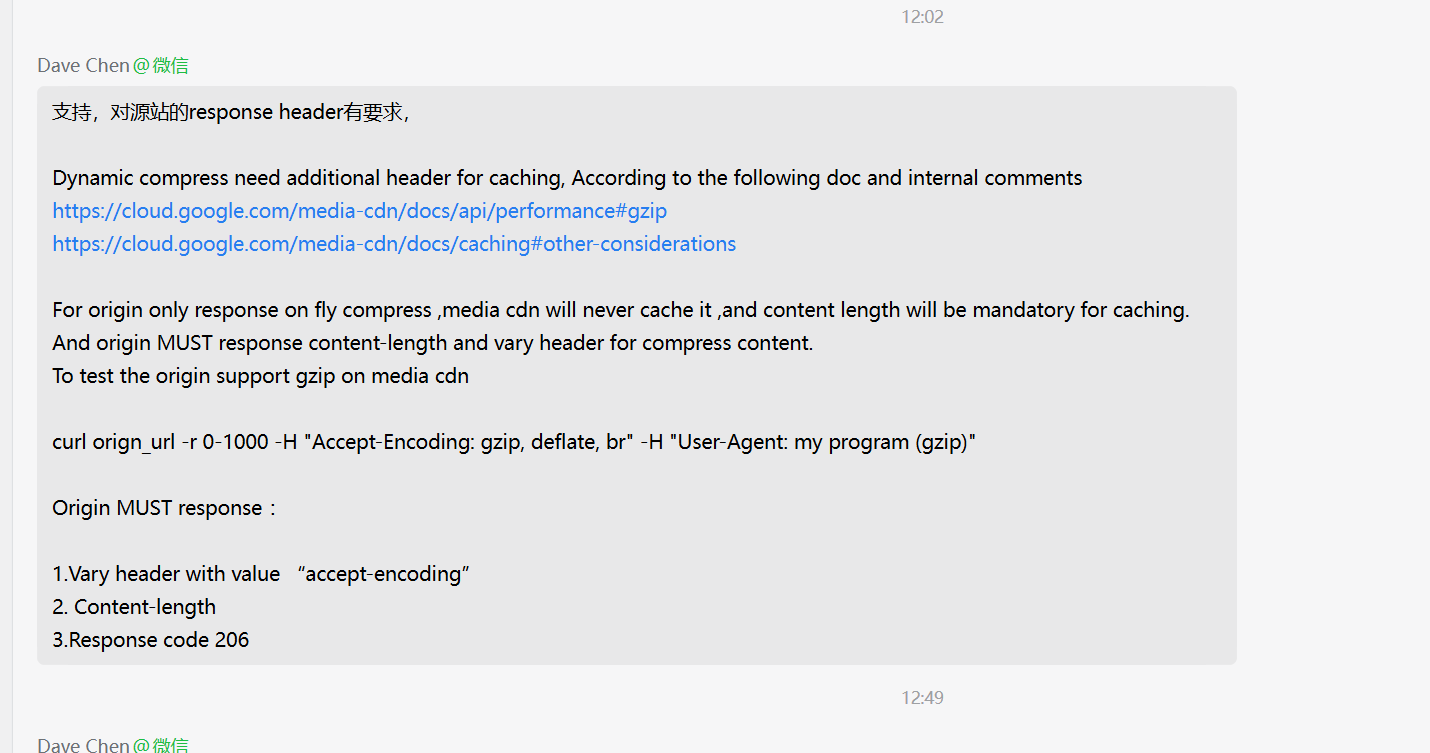 12:02
Dave Chen@微信
支持，对源站的response header有要求，
Dynamic compress need additional header for caching, According to the following doc and internal comments
https://cloud.google.com/media-cdn/docs/api/performance#gzip
https://cloud.google.com/media-cdn/docs/caching#other-considerations
For origin only response on fly compress ,media cdn will never cache it ,and content length will be mandatory for caching.
And origin MUST response content-length and vary header for compress content.
To test the origin support gzip on media cdn
curl orign_url -r 0-1000 -H "Accept-Encoding: gzip, deflate, br" -H "User-Agent: my program (gzip)"
Origin MUST response：
1.Vary header with value “accept-encoding”
2. Content-length
3.Response code 206
12:49
Dave Chen@微信